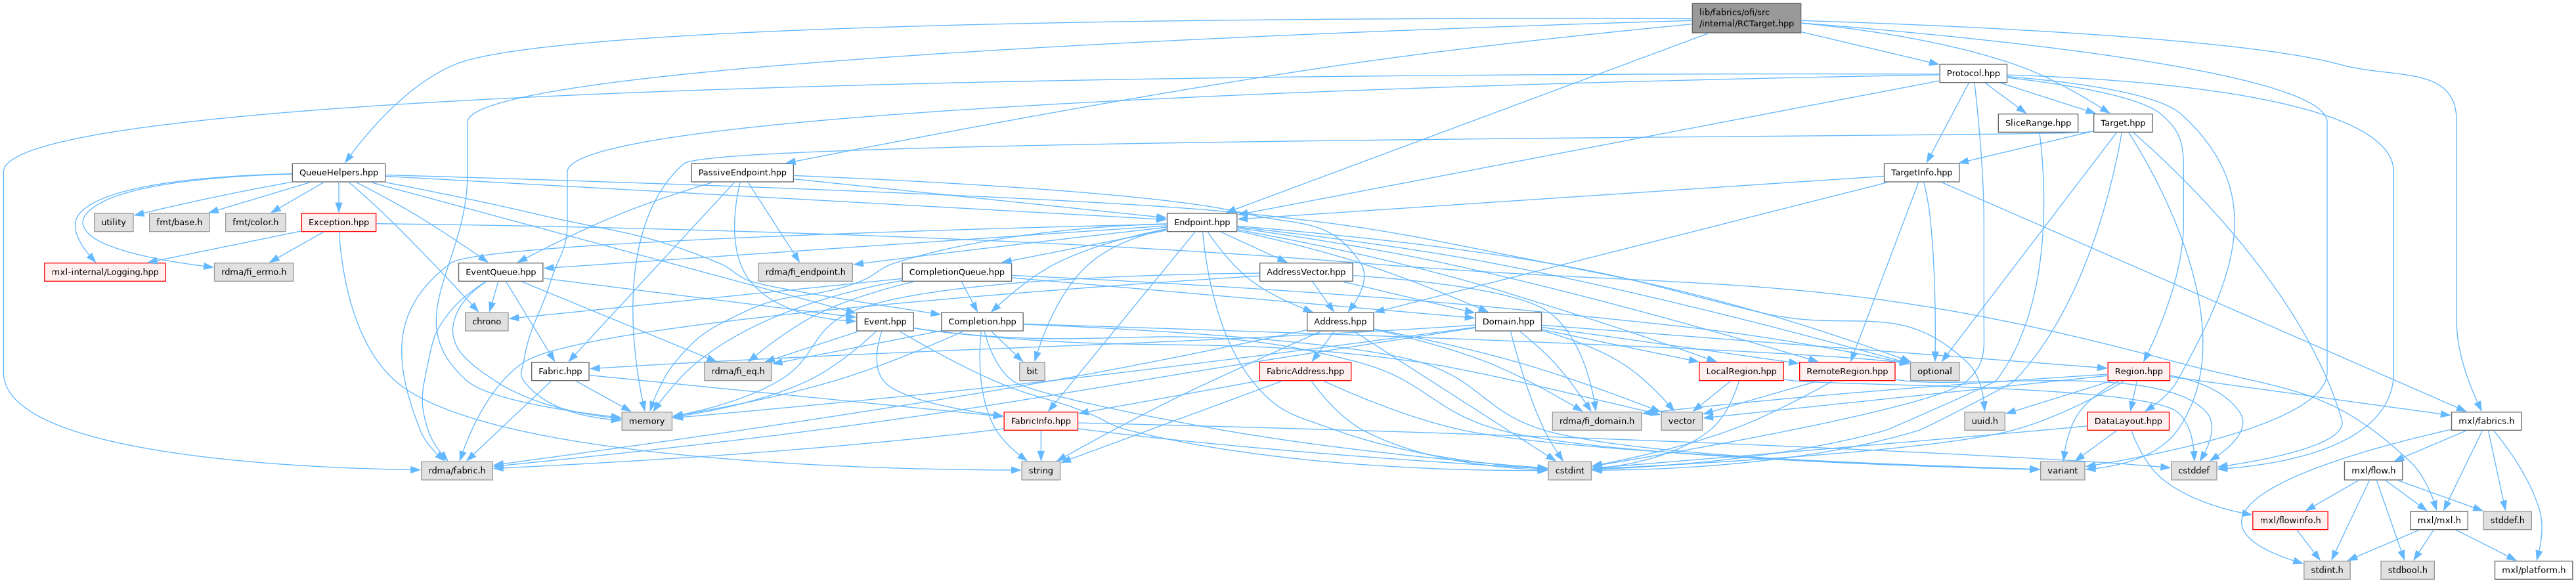 lib/fabrics/ofi/src
/internal/RCTarget.hpp
Protocol.hpp
SliceRange.hpp
Target.hpp
QueueHelpers.hpp
PassiveEndpoint.hpp
TargetInfo.hpp
utility
fmt/base.h
fmt/color.h
Exception.hpp
Endpoint.hpp
mxl-internal/Logging.hpp
rdma/fi_errno.h
EventQueue.hpp
rdma/fi_endpoint.h
CompletionQueue.hpp
AddressVector.hpp
chrono
Event.hpp
Completion.hpp
Address.hpp
Domain.hpp
Fabric.hpp
rdma/fi_eq.h
bit
FabricAddress.hpp
LocalRegion.hpp
RemoteRegion.hpp
optional
Region.hpp
memory
FabricInfo.hpp
rdma/fi_domain.h
vector
uuid.h
DataLayout.hpp
mxl/fabrics.h
rdma/fabric.h
string
cstdint
variant
cstddef
mxl/flow.h
mxl/flowinfo.h
mxl/mxl.h
stddef.h
stdint.h
stdbool.h
mxl/platform.h